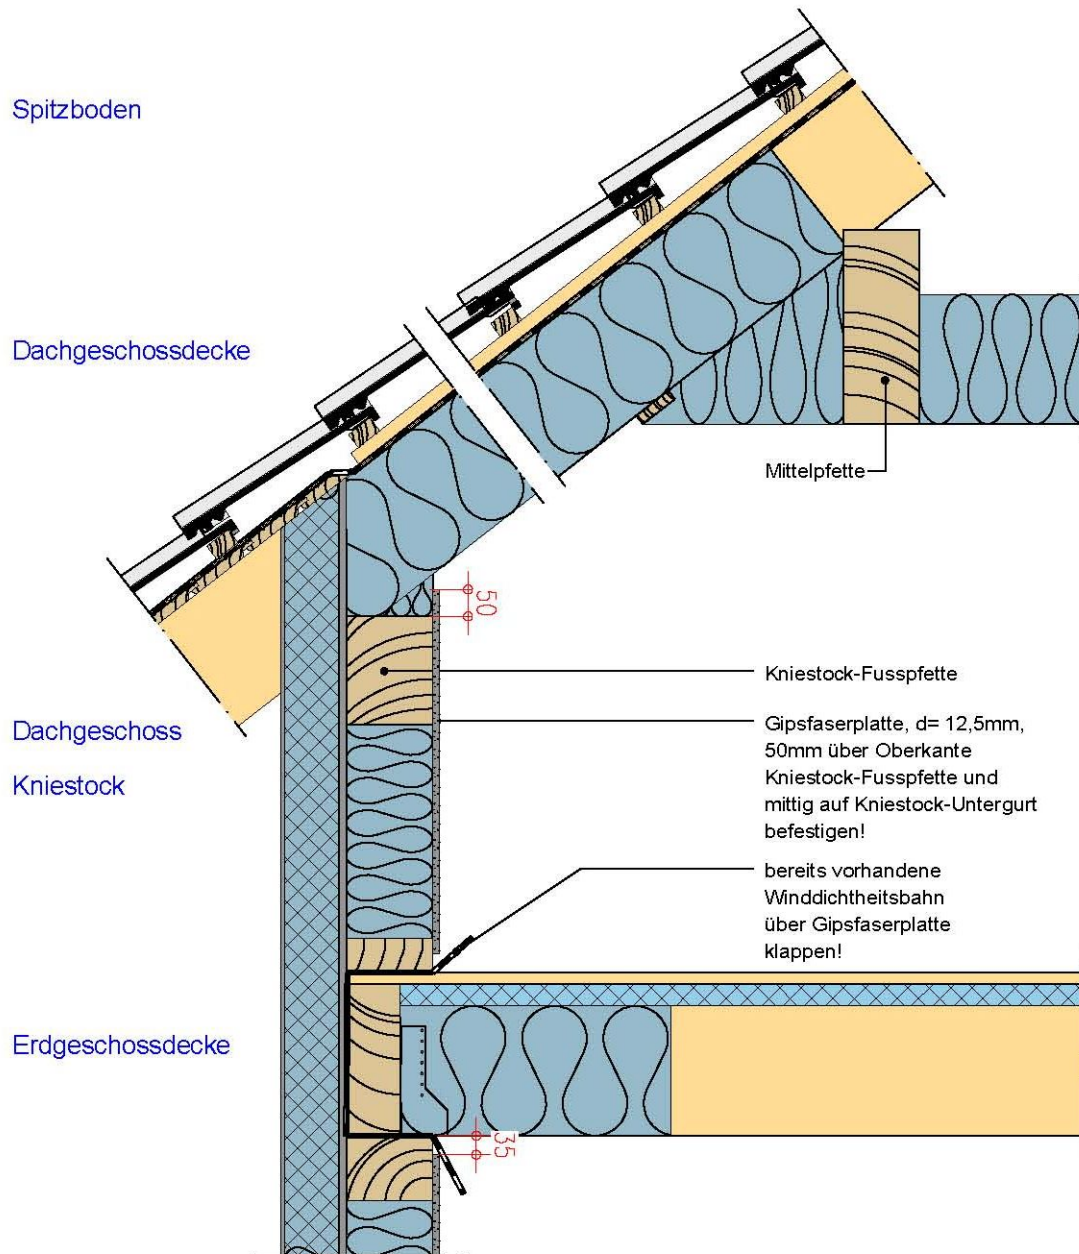 Spitzboden
Dachgeschossdecke
Mittelpfette
50
Kniestock-Fusspfette
Dachgeschoss
Kniestock
Gipsfaserplatte, d= 12,5mm,
50mm über Oberkante
Kniestock-Fusspfette und
mittig auf Kniestock-Untergurt
befestigen!
bereits vorhandene
Winddichtheitsbahn
über Gipsfaserplatte
klappen!
Erdgeschossdecke
35